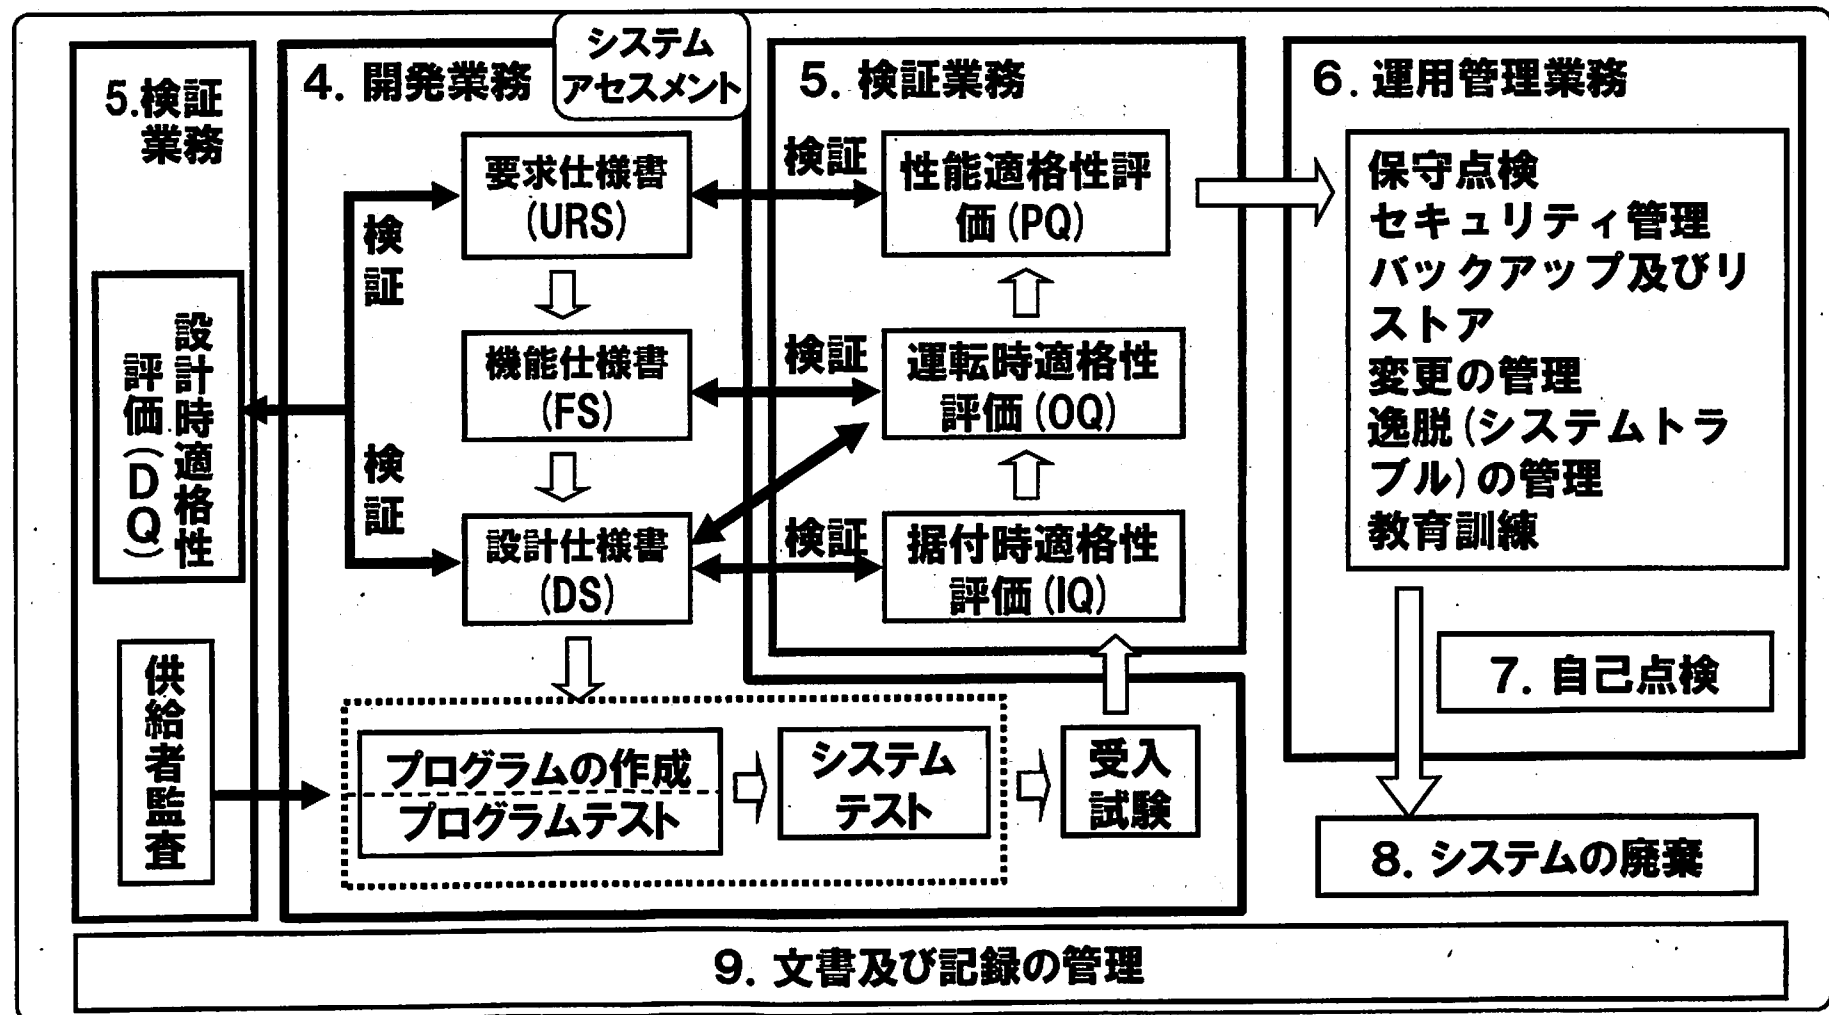 5.検証
業務
設計時適格性
評価(DQ)
供給者監査
4. 開発業務
システム
アセスメント
要求仕様書
(URS)
検証
機能仕様書
(FS)
検証
設計仕様書
(DS)
プログラムの作成
プログラムテスト
システム
テスト
受入
試験
5. 検証業務
検証
性能適格性評
価(PQ)
検証
運転時適格性
評価(OQ)
検証
据付時適格性
評価(IQ)
6. 運用管理業務
保守点検
セキュリティ管理
バックアップ及びリ
ストア
変更の管理
逸脱(システムトラ
ブル)の管理
教育訓練
7. 自己点検
8. システムの廃棄
9. 文書及び記録の管理